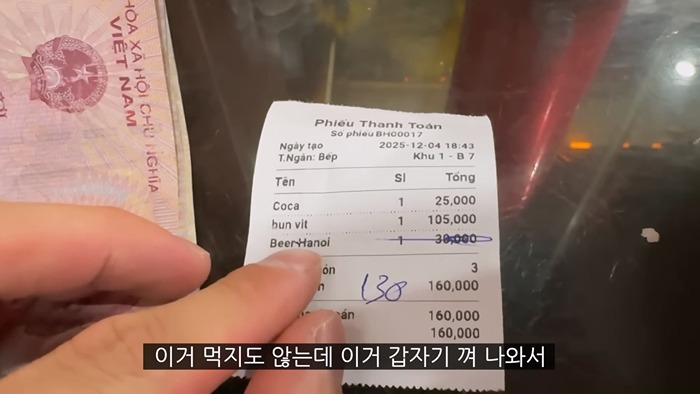 HÒA XÃ HỘI CHỦ NGHĨA
VIỆT NAM
Phiếu Thanh Toán
Số phiếu BH00017
Ngày tạo 2025-12-04 18:43
T.Ngân: Bếp Khu 1 - B 7
Tên Sl Tổng
Coca 1 25,000
bun vit 1 105,000
Beer Hanoi 1 30,000
món 3
130 160,000
160,000
160,000
이거 먹지도 않는데 이거 갑자기 껴 나와서